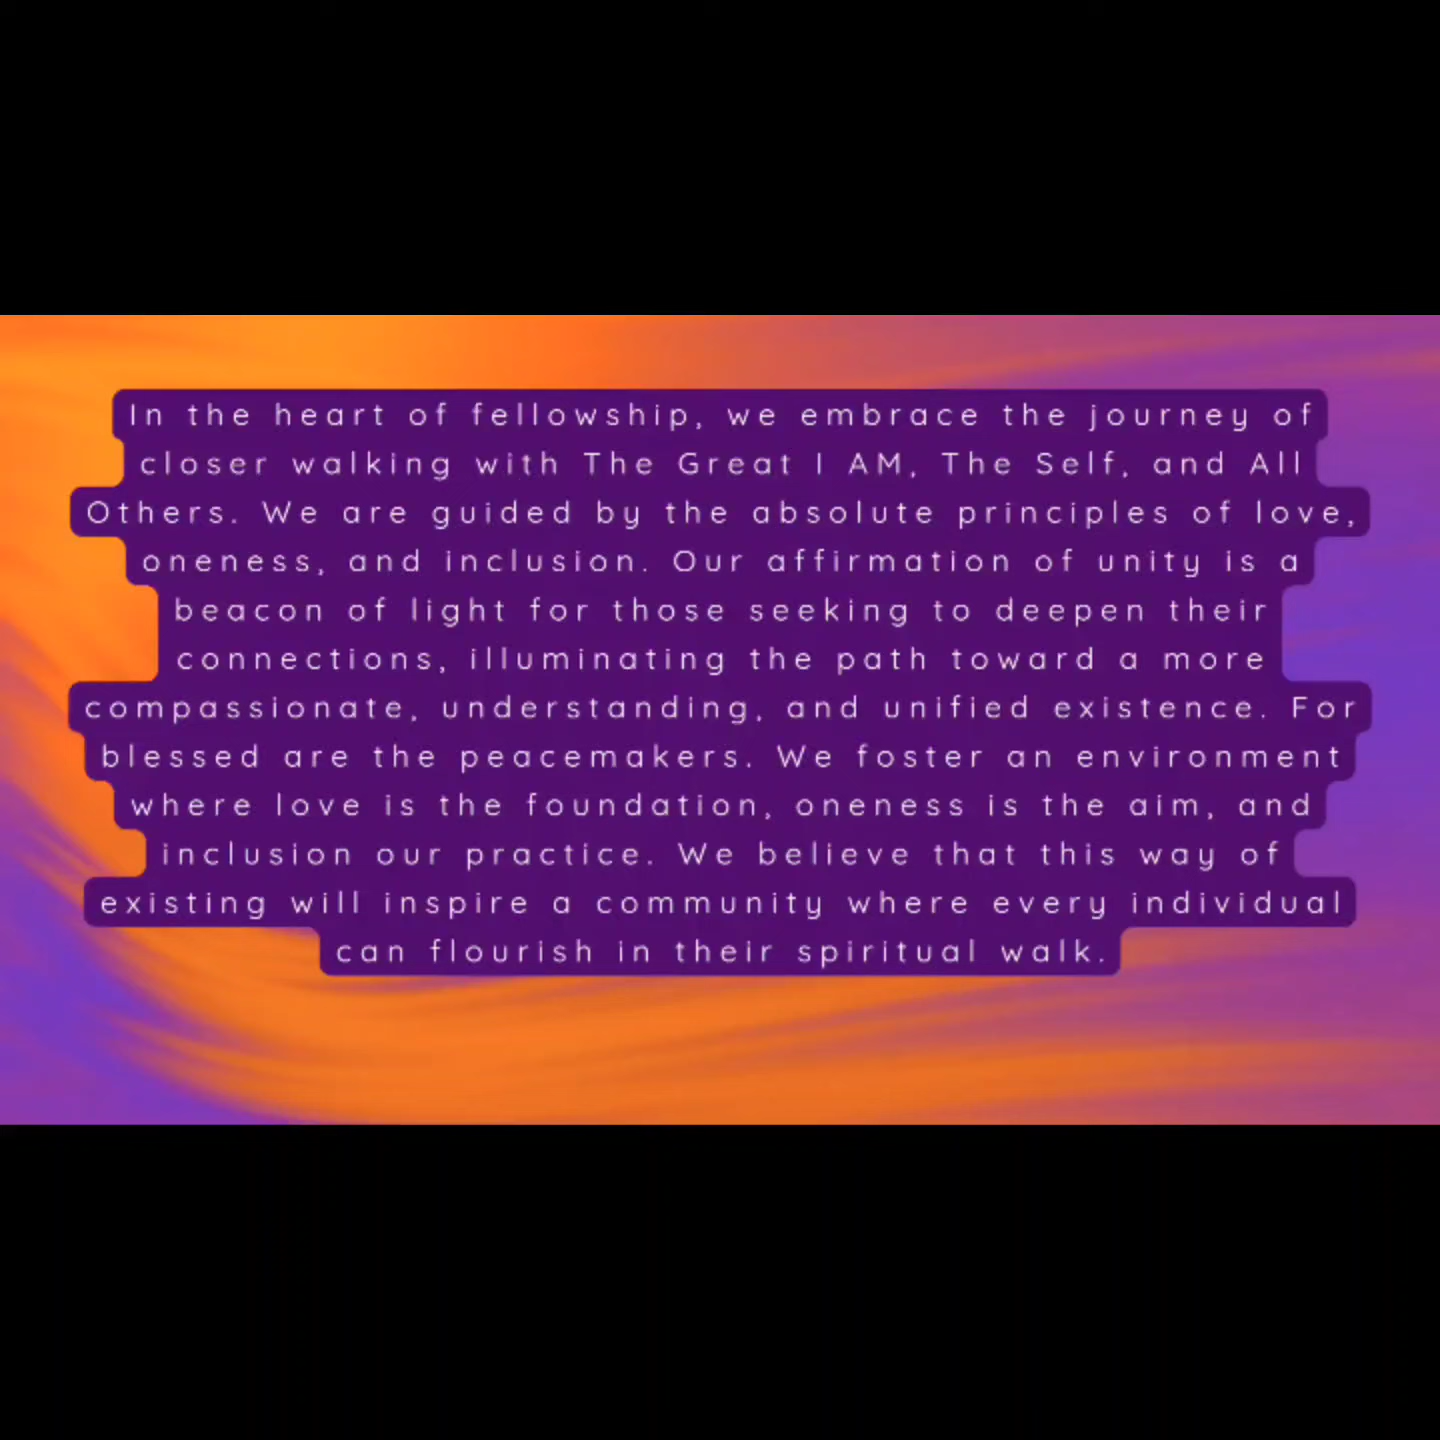 In the heart of fellowship, we embrace the journey of
closer walking with The Great I AM, The Self, and All
Others. We are guided by the absolute principles of love,
oneness, and inclusion. Our affirmation of unity is a
beacon of light for those seeking to deepen their
connections, illuminating the path toward a more
compassionate, understanding, and unified existence. For
blessed are the peacemakers. We foster an environment
where love is the foundation, oneness is the aim, and
inclusion our practice. We believe that this way of
existing will inspire a community where every individual
can flourish in their spiritual walk.